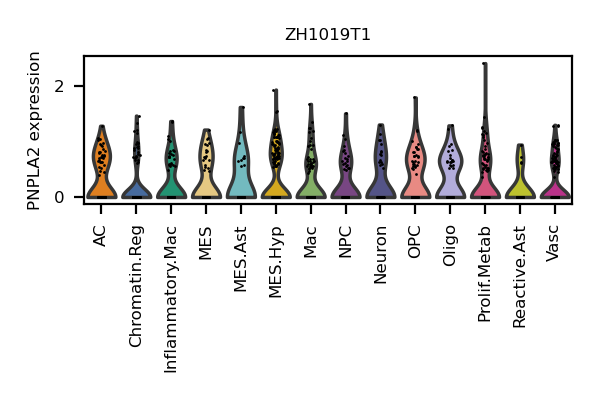 ZH1019T1
PNPLA2 expression
2
0
AC
Chromatin.Reg
Inflammatory.Mac
MES
MES.Ast
MES.Hyp
Mac
NPC
Neuron
OPC
Oligo
Prolif.Metab
Reactive.Ast
Vasc